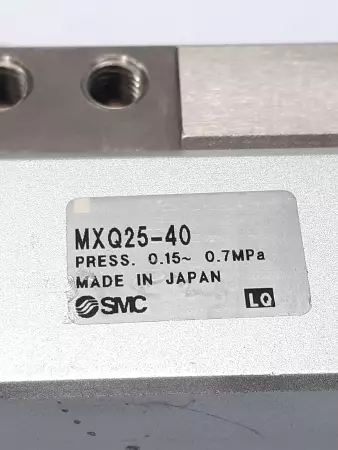 MXQ25-40
PRESS. 0.15~ 0.7MPa
MADE IN JAPAN
SMC LQ